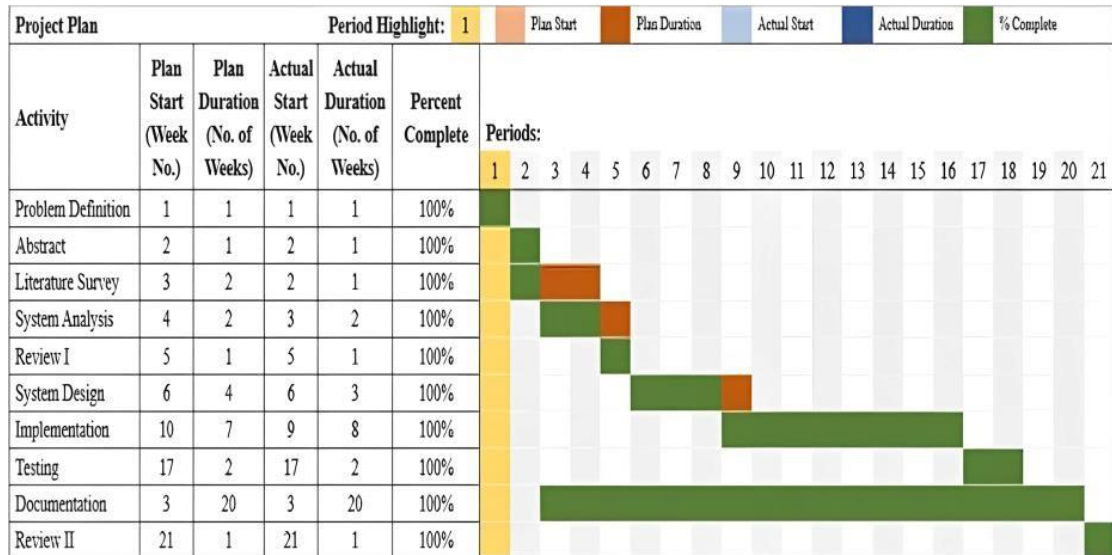 Project Plan Period Highlight: 1 Plan Start Plan Duration Actual Start Actual Duration % Complete
Activity
Plan Start (Week No.)
Plan Duration (No. of Weeks)
Actual Start (Week No.)
Actual Duration (No. of Weeks)
Percent Complete
Periods:
1 2 3 4 5 6 7 8 9 10 11 12 13 14 15 16 17 18 19 20 21
Problem Definition 1 1 1 1 100%
Abstract 2 1 2 1 100%
Literature Survey 3 2 2 1 100%
System Analysis 4 2 3 2 100%
Review I 5 1 5 1 100%
System Design 6 4 6 3 100%
Implementation 10 7 9 8 100%
Testing 17 2 17 2 100%
Documentation 3 20 3 20 100%
Review II 21 1 21 1 100%